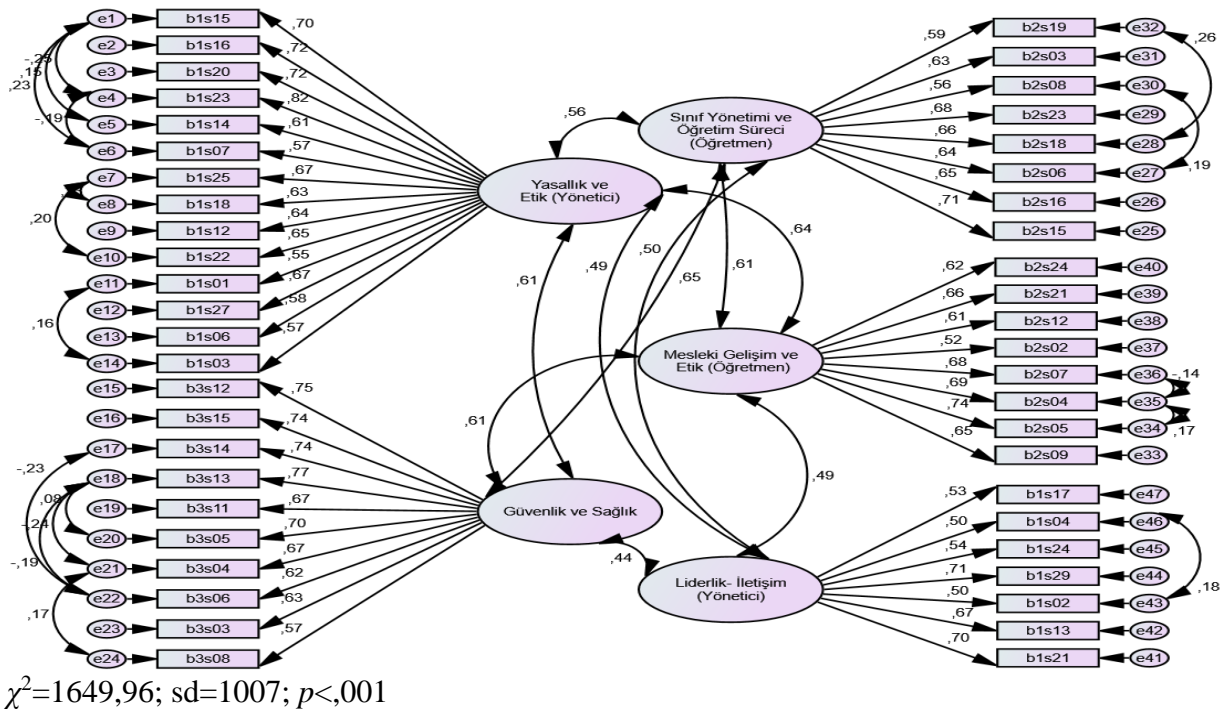 e1 b1s15 ,70
e2 b1s16 ,72
e3 b1s20 ,72
e4 b1s23 ,82
e5 b1s14 ,61
e6 b1s07 ,57
e7 b1s25 ,67
e8 b1s18 ,63
e9 b1s12 ,64
e10 b1s22 ,65
e11 b1s01 ,55
e12 b1s27 ,67
e13 b1s06 ,58
e14 b1s03 ,57
-,25
,15
,23
-,19
,20
,16
e15 b3s12 ,75
e16 b3s15 ,74
e17 b3s14 ,74
e18 b3s13 ,77
e19 b3s11 ,67
e20 b3s05 ,70
e21 b3s04 ,67
e22 b3s06 ,62
e23 b3s03 ,63
e24 b3s08 ,57
-,23
,08
-,24
-,19
,17
Yasallık ve
Etik (Yönetici)
Güvenlik ve Sağlık
,56
,61
,49
,50
,65
,61
,64
,61
,49
,44
Sınıf Yönetimi ve
Öğretim Süreci
(Öğretmen)
Mesleki Gelişim ve
Etik (Öğretmen)
Liderlik- İletişim
(Yönetici)
,59 b2s19 e32
,63 b2s03 e31
,56 b2s08 e30
,68 b2s23 e29
,66 b2s18 e28
,64 b2s06 e27
,65 b2s16 e26
,71 b2s15 e25
,26
,19
,62 b2s24 e40
,66 b2s21 e39
,61 b2s12 e38
,52 b2s02 e37
,68 b2s07 e36
,69 b2s04 e35
,74 b2s05 e34
,65 b2s09 e33
-,14
,17
,53 b1s17 e47
,50 b1s04 e46
,54 b1s24 e45
,71 b1s29 e44
,50 b1s02 e43
,67 b1s13 e42
,70 b1s21 e41
,18
χ²=1649,96; sd=1007; p<,001